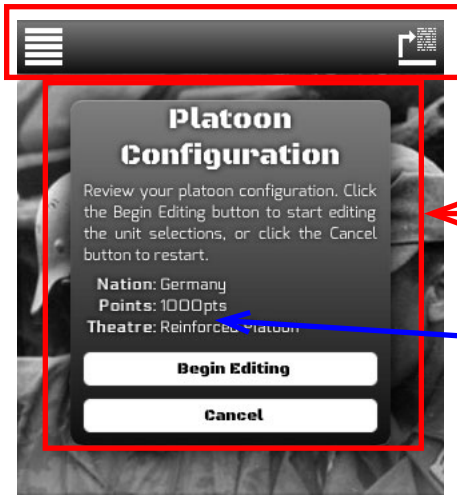 Platoon
Configuration
Review your platoon configuration. Click
the Begin Editing button to start editing
the unit selections, or click the Cancel
button to restart.
Nation: Germany
Points: 1000pts
Theatre: Reinforced Platoon
Begin Editing
Cancel